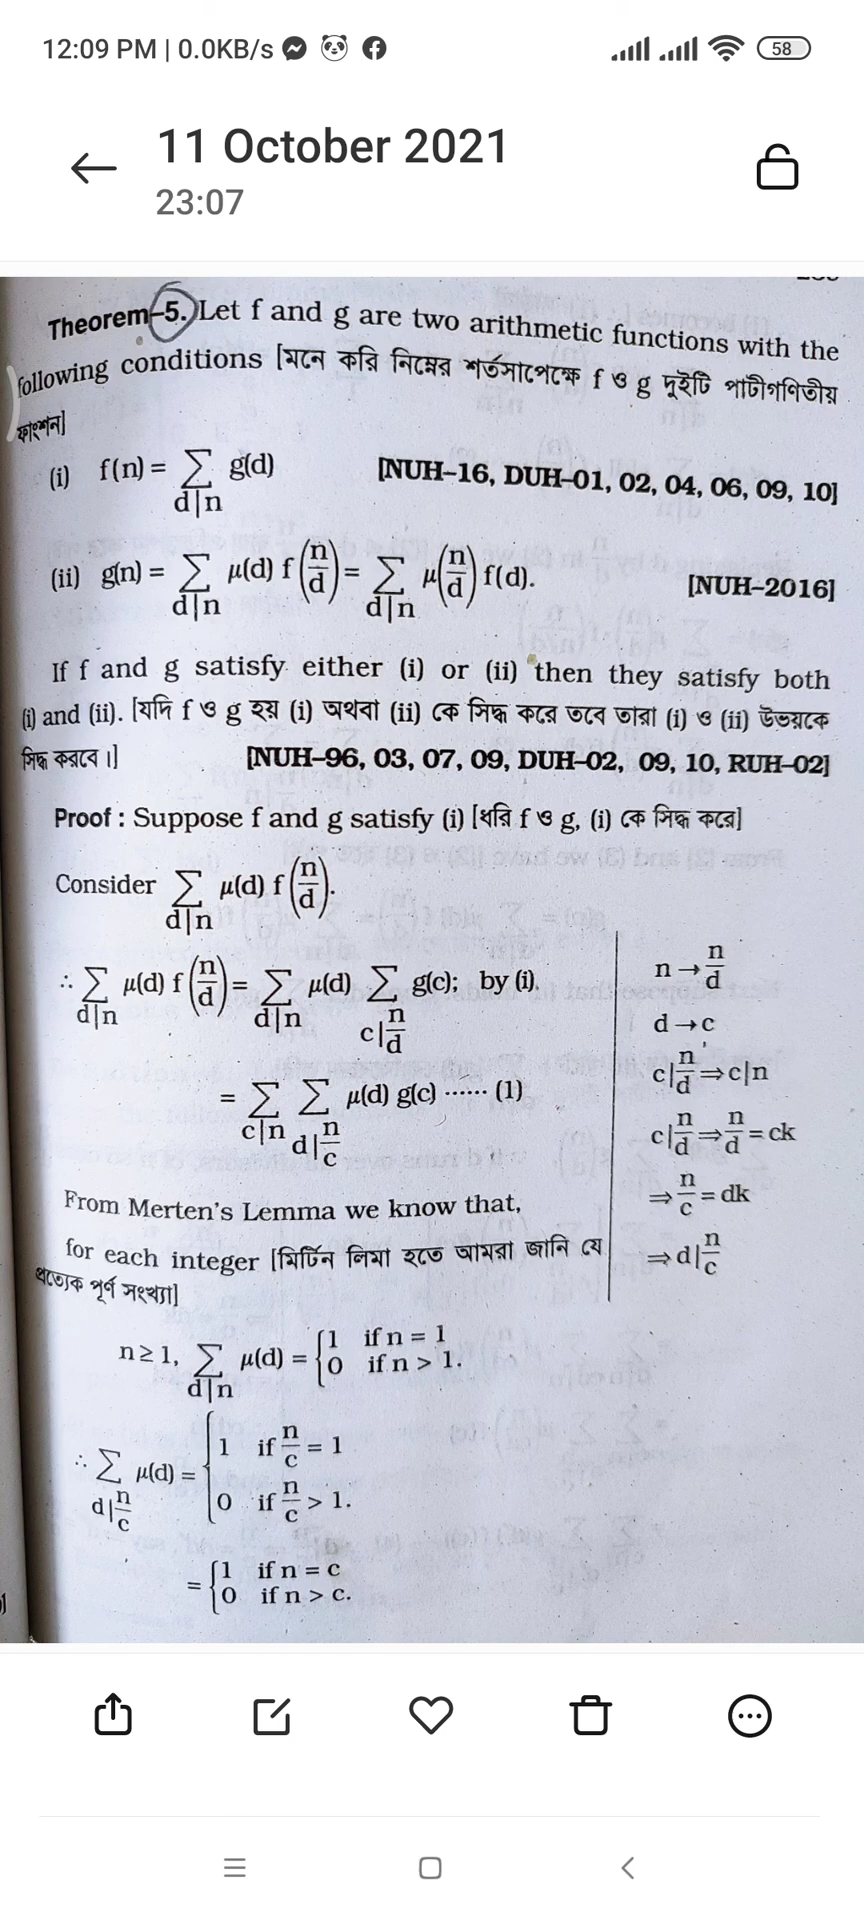 12:09 PM | 0.0KB/s
58
11 October 2021
23:07
Theorem–5. Let f and g are two arithmetic functions with the
following conditions [মনে করি নিম্নের শর্তসাপেক্ষে f ও g দুইটি পাটীগণিতীয়
ফাংশন]
(i) f(n) = ∑_{d|n} g(d) [NUH–16, DUH–01, 02, 04, 06, 09, 10]
(ii) g(n) = ∑_{d|n} μ(d) f(n/d) = ∑_{d|n} μ(n/d) f(d). [NUH–2016]
If f and g satisfy either (i) or (ii) then they satisfy both
(i) and (ii). [যদি f ও g হয় (i) অথবা (ii) কে সিদ্ধ করে তবে তারা (i) ও (ii) উভয়কে
সিদ্ধ করবে।] [NUH–96, 03, 07, 09, DUH–02, 09, 10, RUH–02]
Proof : Suppose f and g satisfy (i) [ধরি f ও g, (i) কে সিদ্ধ করে]
Consider ∑_{d|n} μ(d) f(n/d).
∴ ∑_{d|n} μ(d) f(n/d) = ∑_{d|n} μ(d) ∑_{c|n/d} g(c); by (i).
= ∑_{c|n} ∑_{d|n/c} μ(d) g(c) ...... (1)
n → n/d
d → c
c|n/d ⇒ c|n
c|n/d ⇒ n/d = ck
⇒ n/c = dk
⇒ d|n/c
From Merten's Lemma we know that,
for each integer [মির্টিন লিমা হতে আমরা জানি যে
প্রত্যেক পূর্ণ সংখ্যা]
n ≥ 1, ∑_{d|n} μ(d) = {1 if n = 1
0 if n > 1.
∴ ∑_{d|n/c} μ(d) = {1 if n/c = 1
0 if n/c > 1.
= {1 if n = c
0 if n > c.